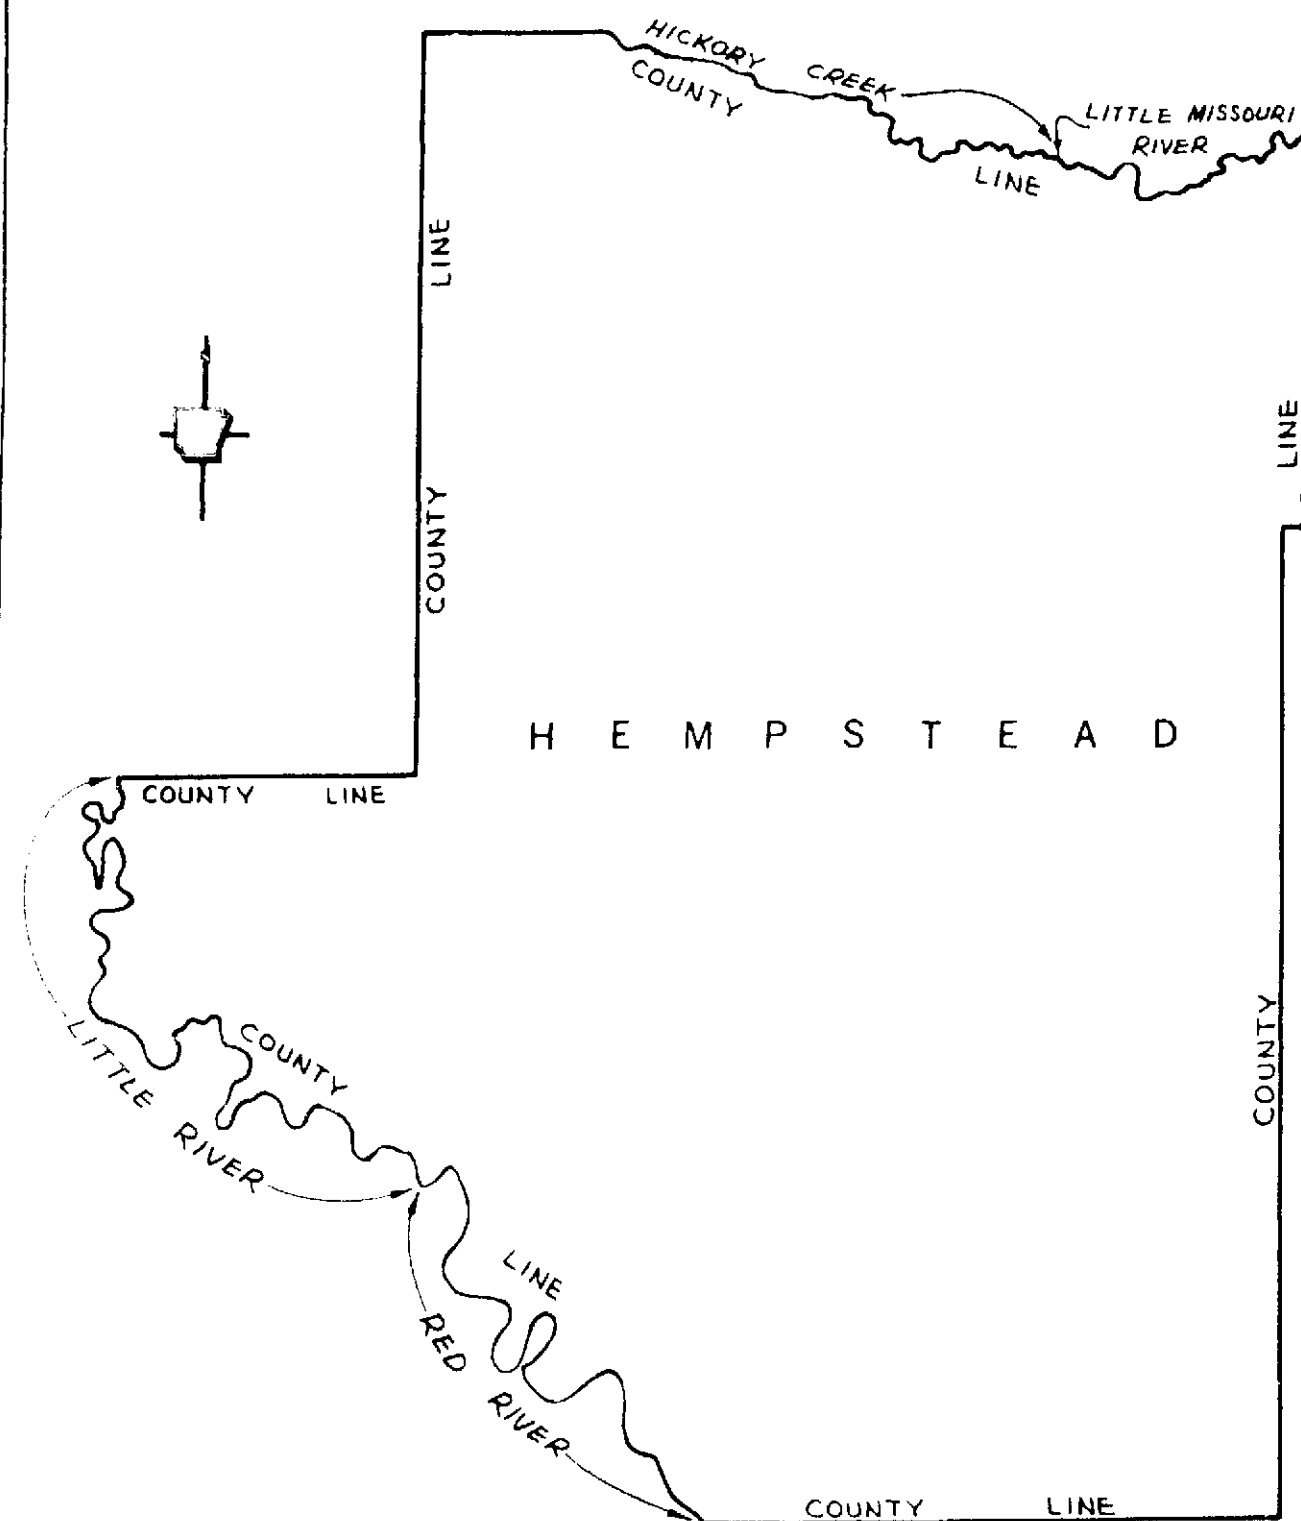 HICKORY CREEK
COUNTY
LITTLE MISSOURI
RIVER
LINE
LINE
COUNTY
LINE
HEMPSTEAD
COUNTY LINE
COUNTY
LITTLE RIVER
COUNTY
LINE
RED RIVER
COUNTY LINE